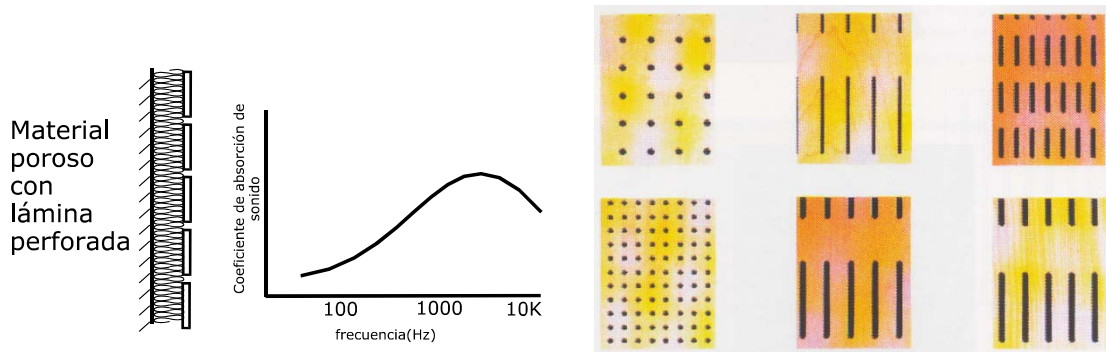 Material
poroso
con
lámina
perforada
Coeficiente de absorción de
sonido
100
1000
10K
frecuencia(Hz)